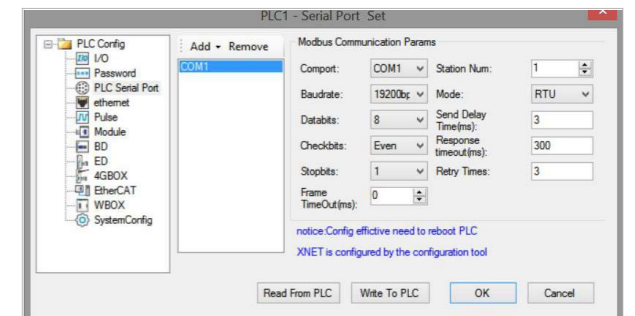 PLC1 - Serial Port Set
PLC Config
I/O
Password
PLC Serial Port
ethernet
Pulse
Module
BD
ED
4GBOX
EtherCAT
WBOX
SystemConfig
Add Remove
COM1
Modbus Communication Params
Comport: COM1 Station Num: 1
Baudrate: 19200bp Mode: RTU
Databits: 8 Send Delay Time(ms): 3
Checkbits: Even Response timeout(ms): 300
Stopbits: 1 Retry Times: 3
Frame TimeOut(ms): 0
notice:Config effictive need to reboot PLC
XNET is configured by the configuration tool
Read From PLC Write To PLC OK Cancel